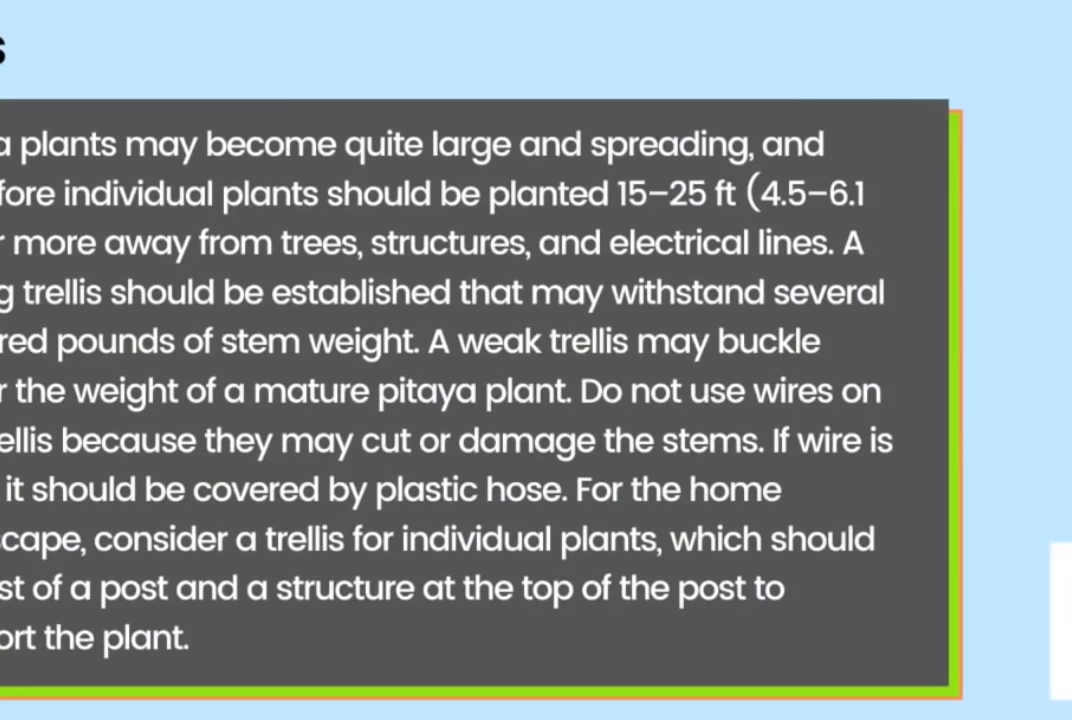 s
a plants may become quite large and spreading, and
fore individual plants should be planted 15–25 ft (4.5–6.1
r more away from trees, structures, and electrical lines. A
g trellis should be established that may withstand several
red pounds of stem weight. A weak trellis may buckle
r the weight of a mature pitaya plant. Do not use wires on
ellis because they may cut or damage the stems. If wire is
it should be covered by plastic hose. For the home
scape, consider a trellis for individual plants, which should
st of a post and a structure at the top of the post to
ort the plant.